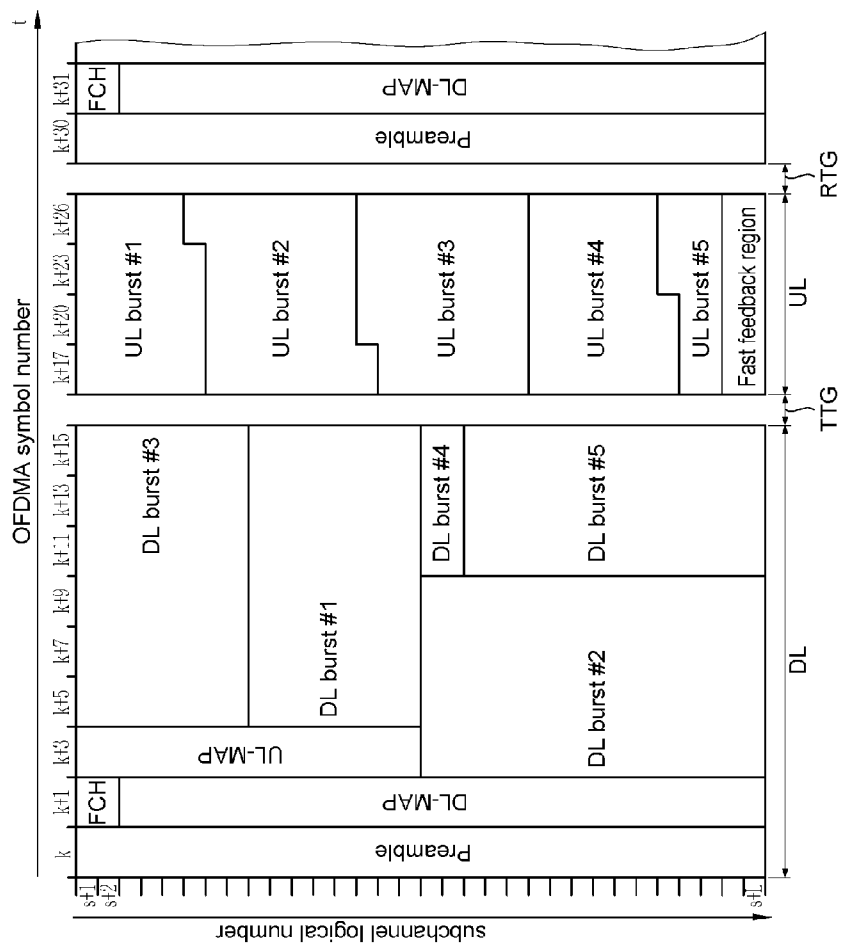 OFDMA symbol number
t
k
k+1
k+3
k+5
k+7
k+9
k+11
k+13
k+15
k+17
k+20
k+23
k+26
k+30
k+31
subchannel logical number
s+1
s+2
s+L
Preamble
FCH
DL-MAP
UL-MAP
DL burst #3
DL burst #1
DL burst #2
DL burst #4
DL burst #5
UL burst #1
UL burst #2
UL burst #3
UL burst #4
UL burst #5
Fast feedback region
Preamble
FCH
DL-MAP
DL
TTG
UL
RTG